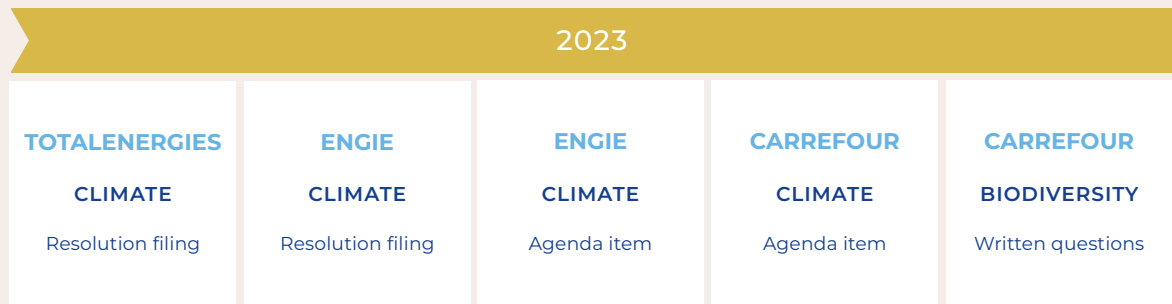 2023
TOTALENERGIES
CLIMATE
Resolution filing
ENGIE
CLIMATE
Resolution filing
ENGIE
CLIMATE
Agenda item
CARREFOUR
CLIMATE
Agenda item
CARREFOUR
BIODIVERSITY
Written questions